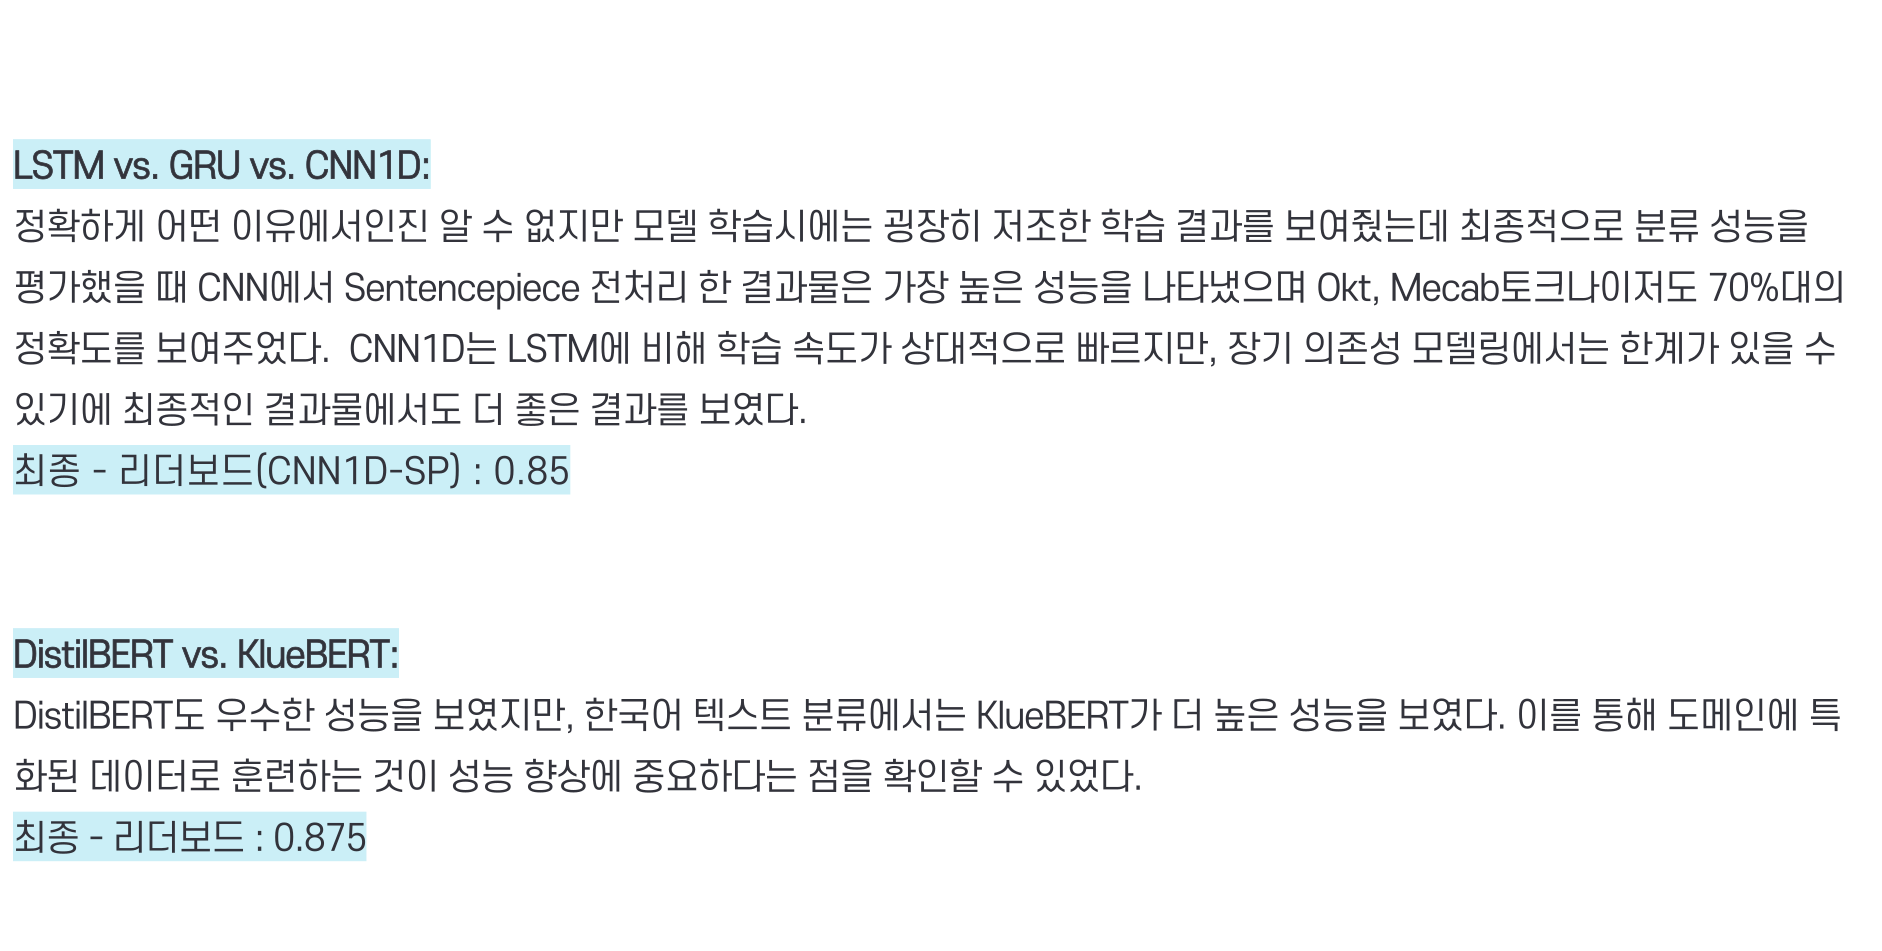 LSTM vs. GRU vs. CNN1D:
정확하게 어떤 이유에서인진 알 수 없지만 모델 학습시에는 굉장히 저조한 학습 결과를 보여줬는데 최종적으로 분류 성능을
평가했을 때 CNN에서 Sentencepiece 전처리 한 결과물은 가장 높은 성능을 나타냈으며 Okt, Mecab토크나이저도 70%대의
정확도를 보여주었다.  CNN1D는 LSTM에 비해 학습 속도가 상대적으로 빠르지만, 장기 의존성 모델링에서는 한계가 있을 수
있기에 최종적인 결과물에서도 더 좋은 결과를 보였다.
최종 - 리더보드(CNN1D-SP) : 0.85
DistilBERT vs. KlueBERT:
DistilBERT도 우수한 성능을 보였지만, 한국어 텍스트 분류에서는 KlueBERT가 더 높은 성능을 보였다. 이를 통해 도메인에 특
화된 데이터로 훈련하는 것이 성능 향상에 중요하다는 점을 확인할 수 있었다.
최종 - 리더보드 : 0.875